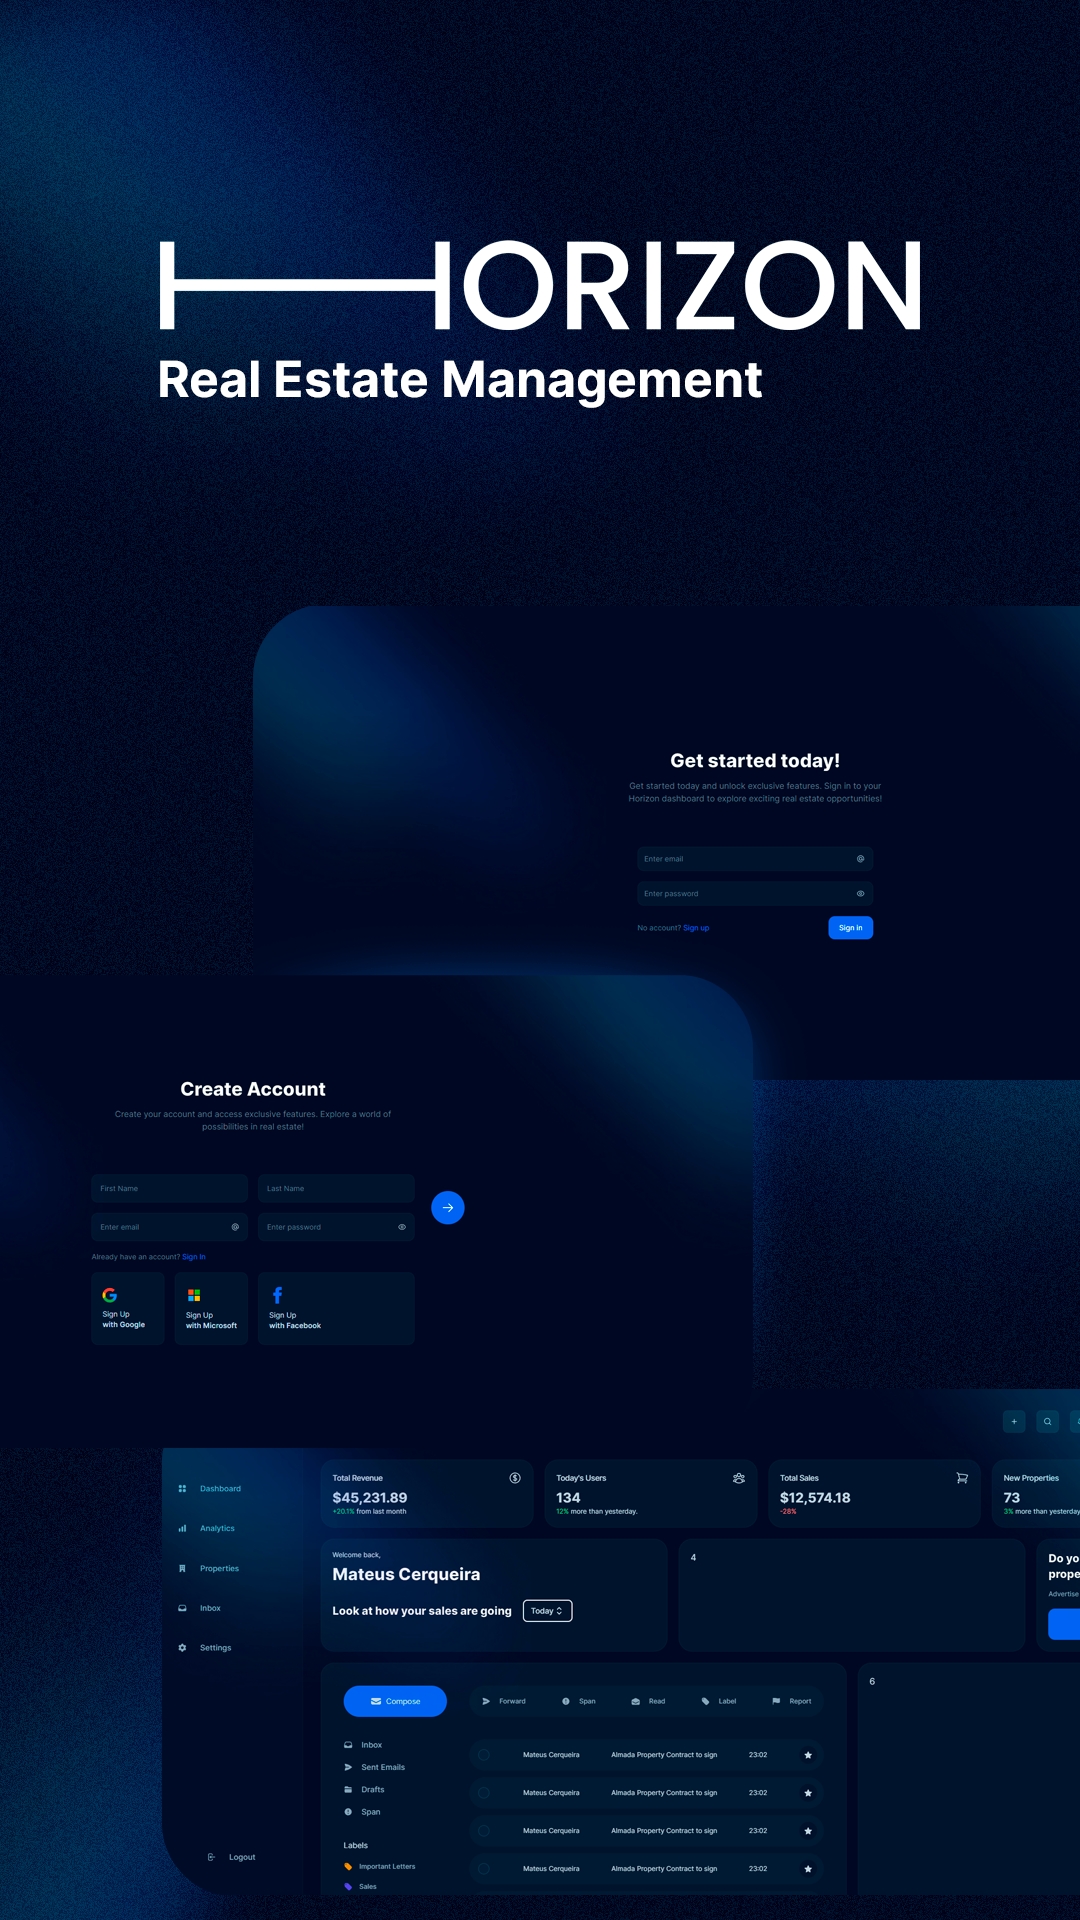 HORIZON
Real Estate Management
Get started today!
Get started today and unlock exclusive features. Sign in to your
Horizon dashboard to explore exciting real estate opportunities!
Enter email
Enter password
No account? Sign up
Sign in
Create Account
Create your account and access exclusive features. Explore a world of
possibilities in real estate!
First Name
Last Name
Enter email
Enter password
Already have an account? Sign In
Sign Up
with Google
Sign Up
with Microsoft
Sign Up
with Facebook
Dashboard
Analytics
Properties
Inbox
Settings
Logout
Total Revenue
$45,231.89
+20.1% from last month
Today's Users
134
12% more than yesterday.
Total Sales
$12,574.18
-28%
New Properties
73
3% more than yesterday
Welcome back,
Mateus Cerqueira
Look at how your sales are going
Today
4
Do yo
prope
Advertise
Compose
Forward
Span
Read
Label
Report
Inbox
Sent Emails
Drafts
Span
Labels
Important Letters
Sales
Mateus Cerqueira Almada Property Contract to sign 23:02
Mateus Cerqueira Almada Property Contract to sign 23:02
Mateus Cerqueira Almada Property Contract to sign 23:02
Mateus Cerqueira Almada Property Contract to sign 23:02
6